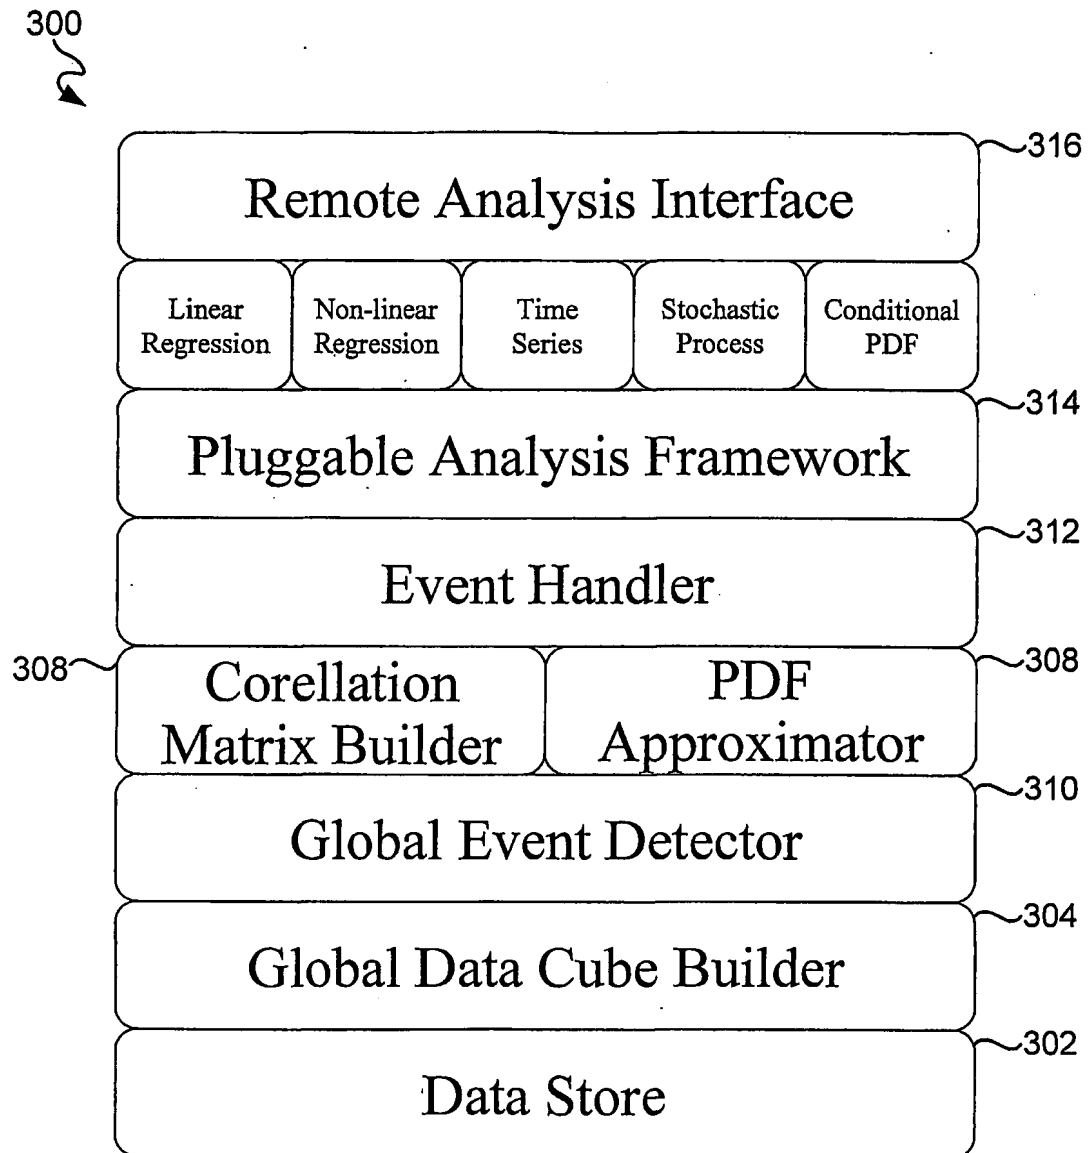 300
316
Remote Analysis Interface
Linear
Regression
Non-linear
Regression
Time
Series
Stochastic
Process
Conditional
PDF
314
Pluggable Analysis Framework
312
Event Handler
308
Corellation
Matrix Builder
308
PDF
Approximator
310
Global Event Detector
304
Global Data Cube Builder
302
Data Store